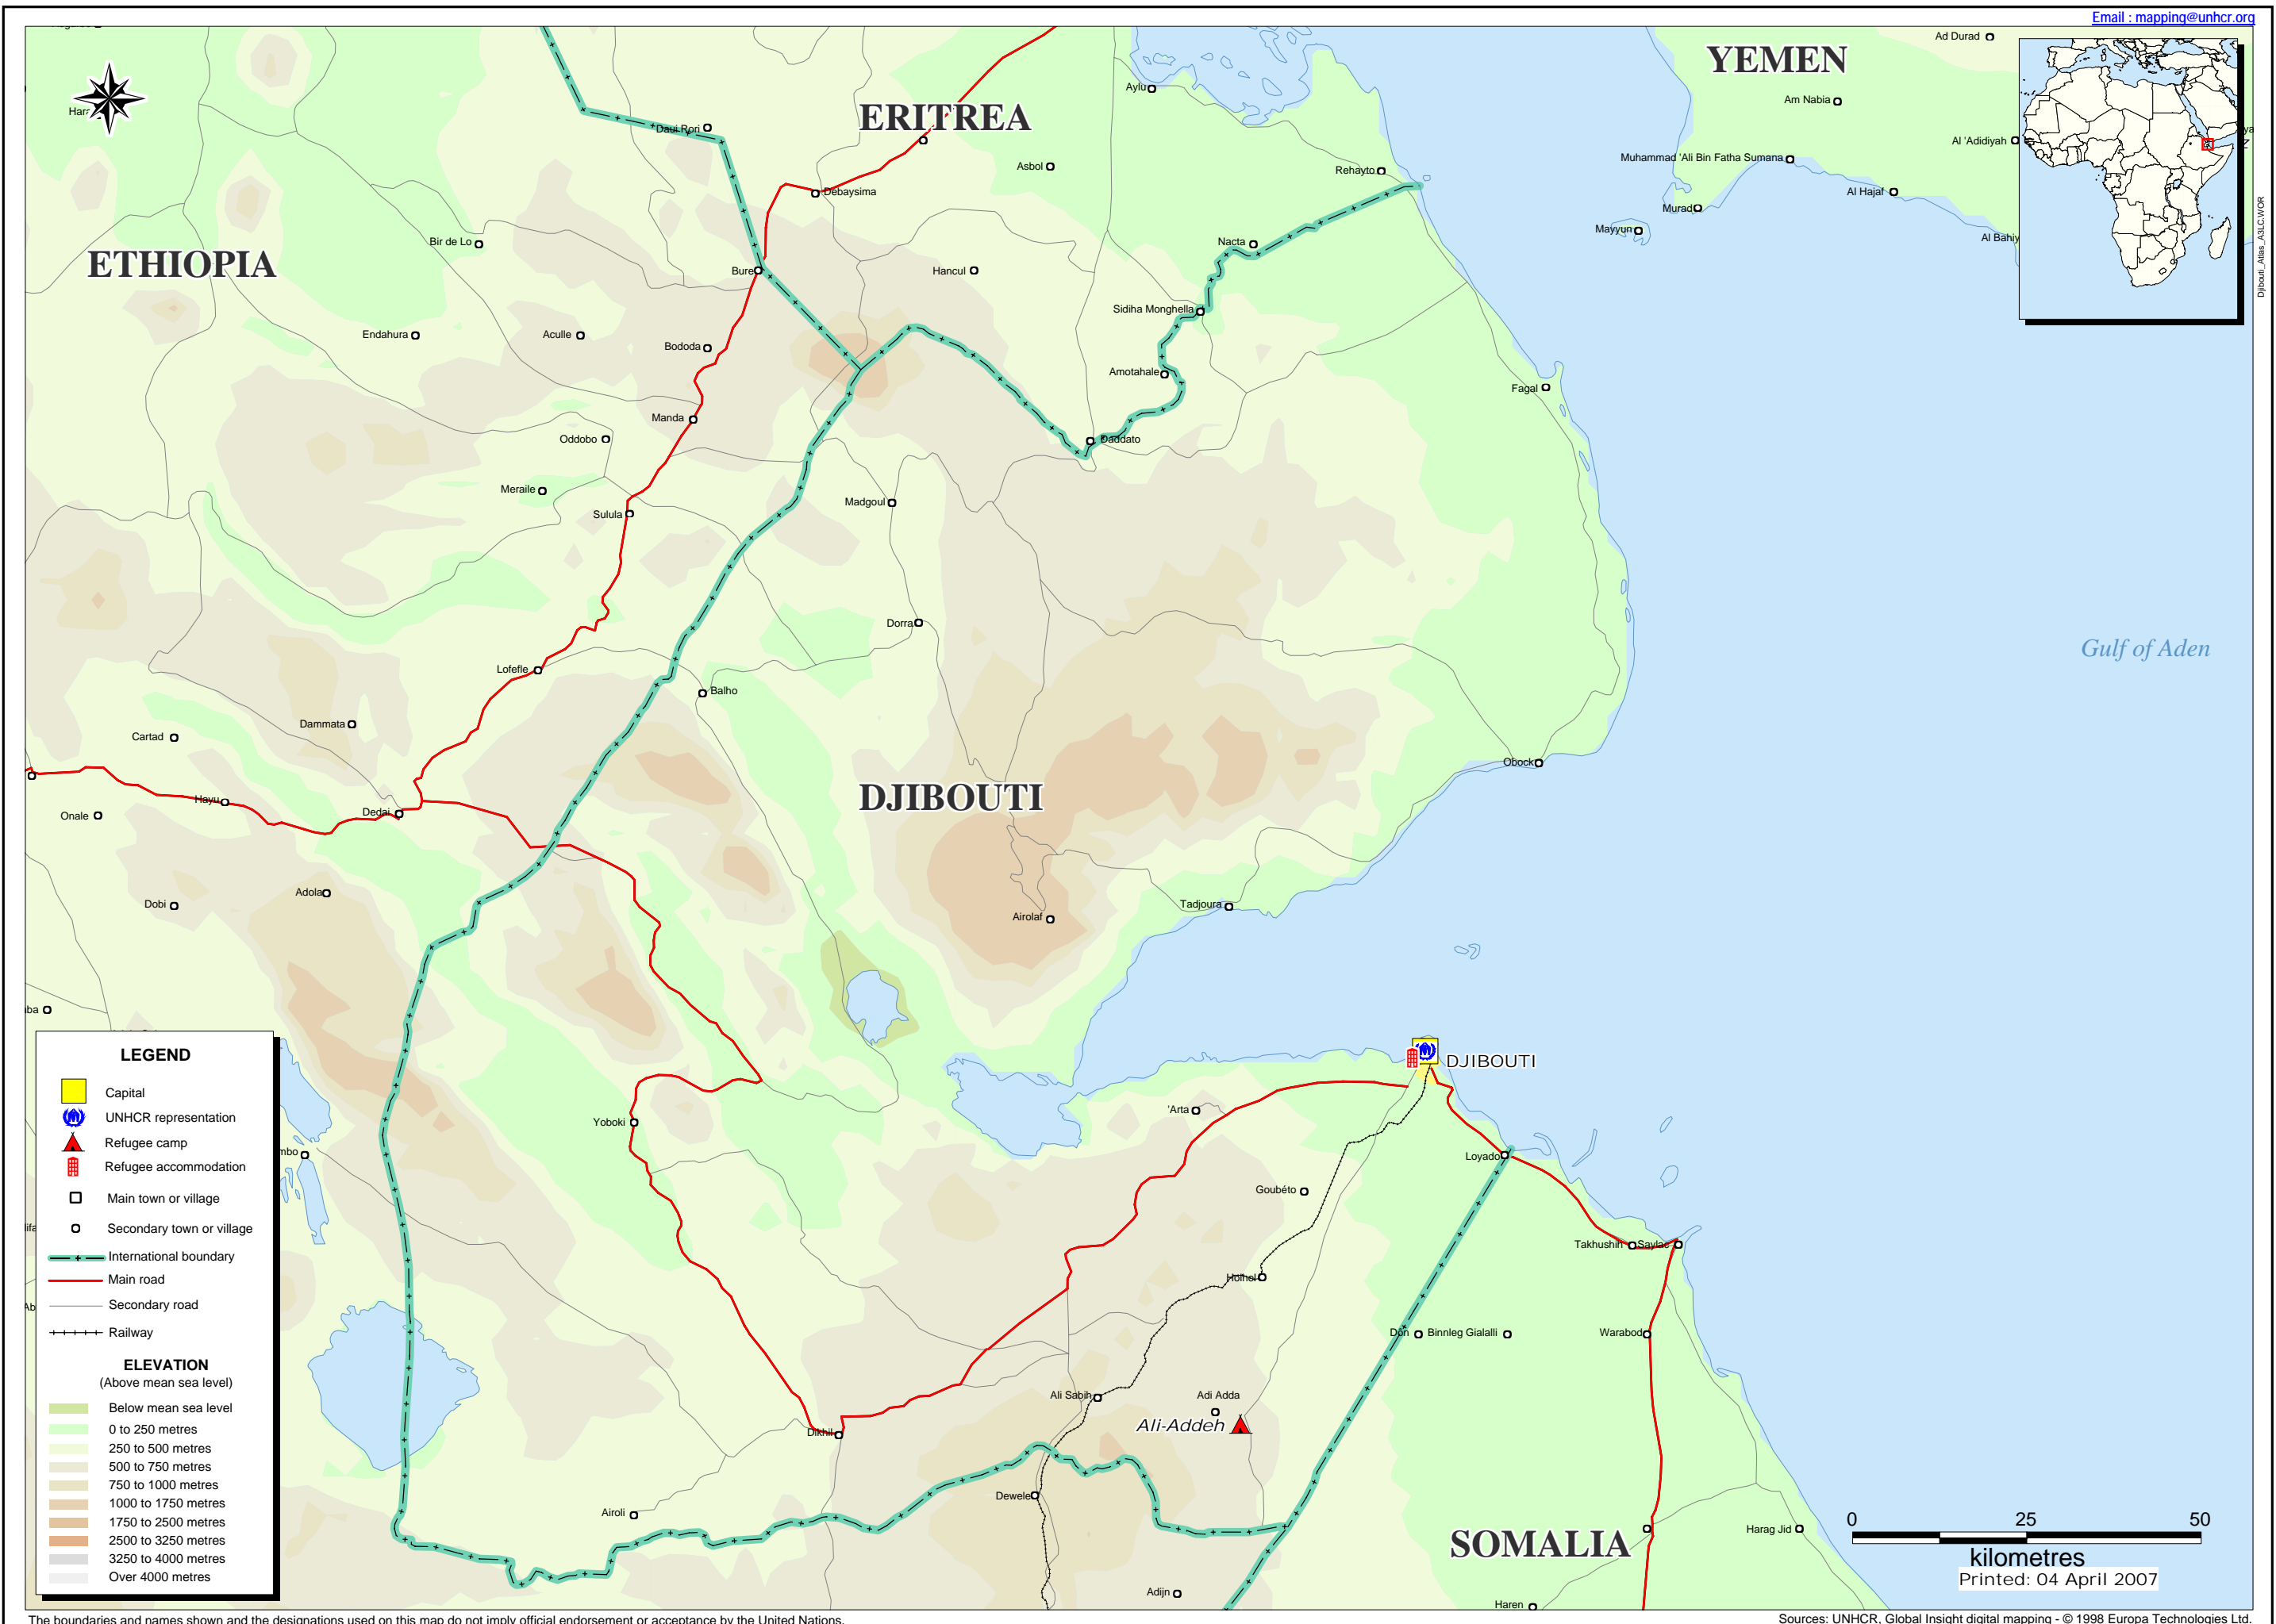 Email : mapping@unhcr.org
YEMEN
Ad Durad
Am Nabia
ERITREA
Aylu
Daui Rori
Al 'Adidiyah
Muhammad 'Ali Bin Fatha Sumana
Asbol
Rehayto
Debaysima
Al Hajaf
Murad
Mayyun
Al Bahiy
Djibouti_Atlas_A3LC.WOR
ETHIOPIA
Bir de Lo
Nacta
Bure
Hancul
Sidiha Monghella
Endahura
Aculle
Bododa
Amotahale
Fagal
Manda
Oddobo
Daddato
Meraile
Madgoul
Sulula
Dorra
Gulf of Aden
Lofefle
Balho
Dammata
Cartad
Obock
DJIBOUTI
Hayu
Onale
Dedai
Adola
Dobi
Tadjoura
Airolaf
DJIBOUTI
'Arta
Yoboki
Loyado
Goubéto
Takhushih
Saylac
Holhol
Don
Binnleg Gialalli
Warabod
Ali Sabih
Adi Adda
Ali-Addeh
Dikhil
Dewele
Airoli
SOMALIA
Harag Jid
Adijn
Haren
LEGEND
Capital
UNHCR representation
Refugee camp
Refugee accommodation
Main town or village
Secondary town or village
International boundary
Main road
Secondary road
Railway
ELEVATION
(Above mean sea level)
Below mean sea level
0 to 250 metres
250 to 500 metres
500 to 750 metres
750 to 1000 metres
1000 to 1750 metres
1750 to 2500 metres
2500 to 3250 metres
3250 to 4000 metres
Over 4000 metres
0 25 50
kilometres
Printed: 04 April 2007
The boundaries and names shown and the designations used on this map do not imply official endorsement or acceptance by the United Nations.
Sources: UNHCR, Global Insight digital mapping - © 1998 Europa Technologies Ltd.